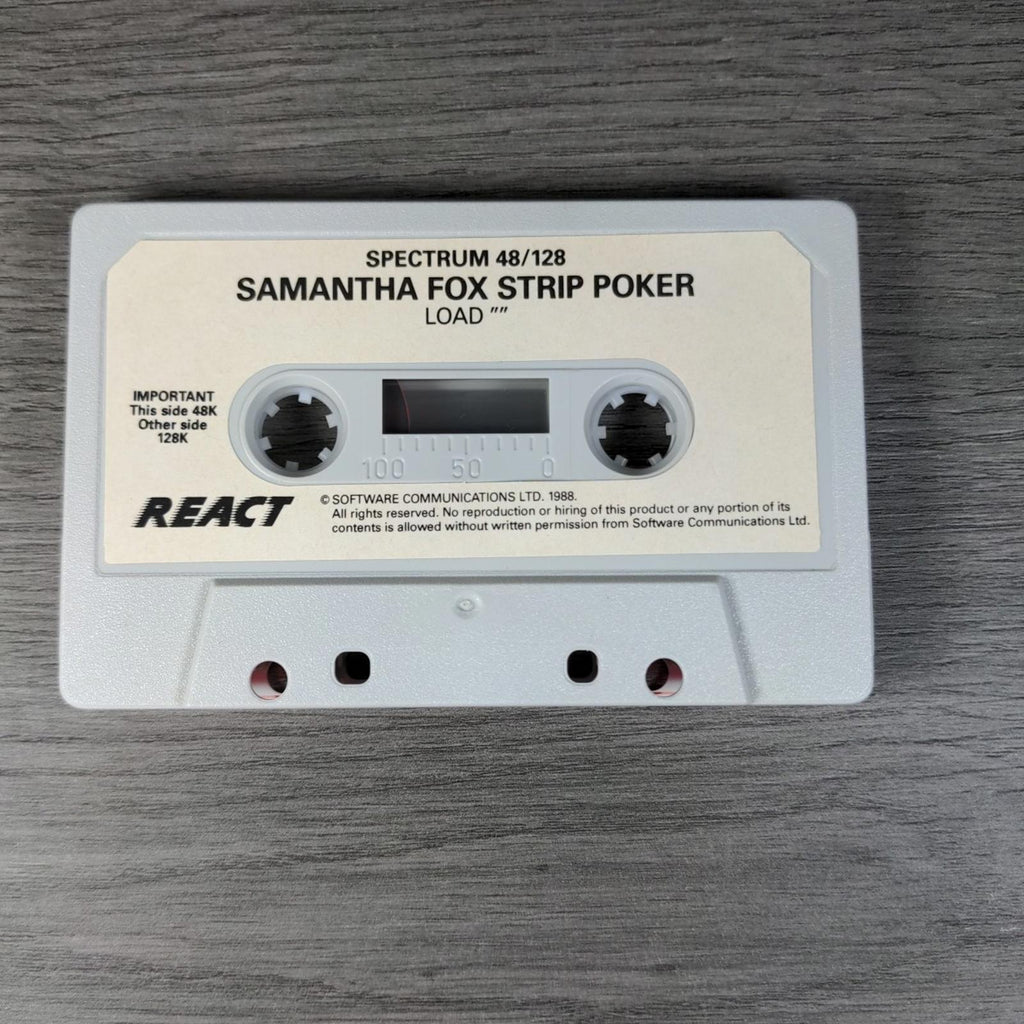 SPECTRUM 48/128
SAMANTHA FOX STRIP POKER
LOAD ””
IMPORTANT
This side 48K
Other side
128K
100 50 0
REACT
© SOFTWARE COMMUNICATIONS LTD. 1988.
All rights reserved. No reproduction or hiring of this product or any portion of its
contents is allowed without written permission from Software Communications Ltd.